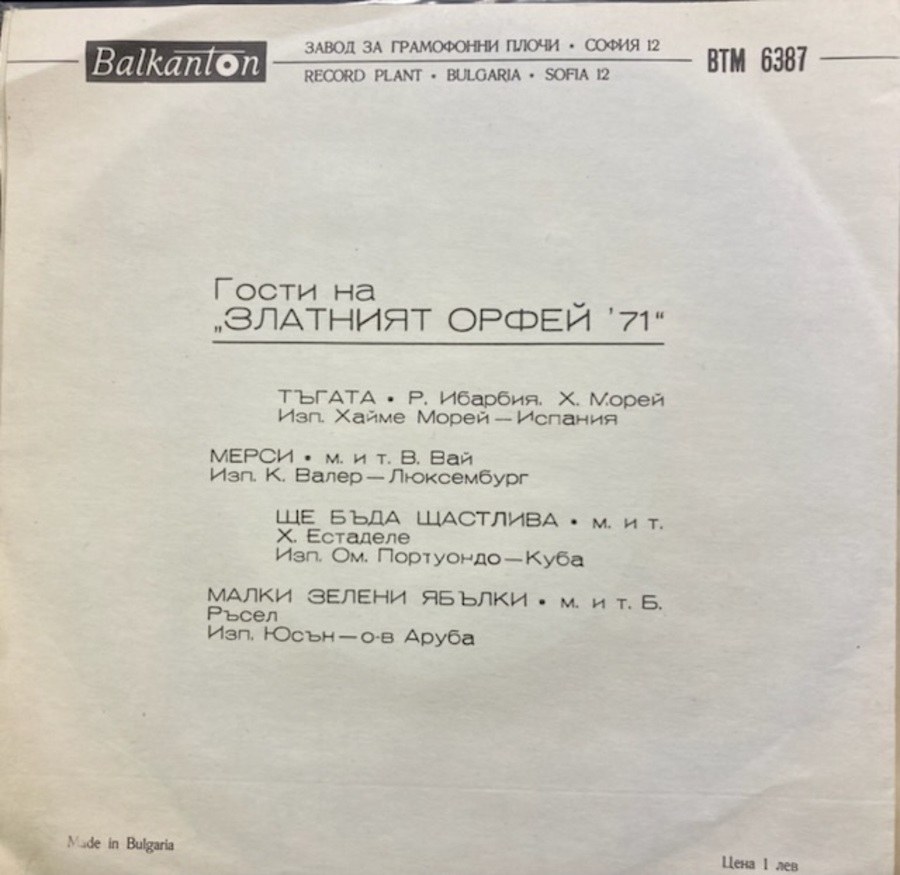 Balkanton
ЗАВОД ЗА ГРАМОФОННИ ПЛОЧИ • СОФИЯ 12
RECORD PLANT • BULGARIA • SOFIA 12
ВТМ 6387
Гости на
„ЗЛАТНИЯТ ОРФЕЙ '71“
ТЪГАТА • Р. Ибарбия. Х. Морей
Изп. Хайме Морей — Испания
МЕРСИ • м. и т. В. Вай
Изп. К. Валер — Люксембург
ЩЕ БЪДА ЩАСТЛИВА • м. и т.
Х. Естаделе
Изп. Ом. Портуондо — Куба
МАЛКИ ЗЕЛЕНИ ЯБЪЛКИ • м. и т. Б.
Ръсел
Изп. Юсън — о-в Аруба
Made in Bulgaria
Цена 1 лев